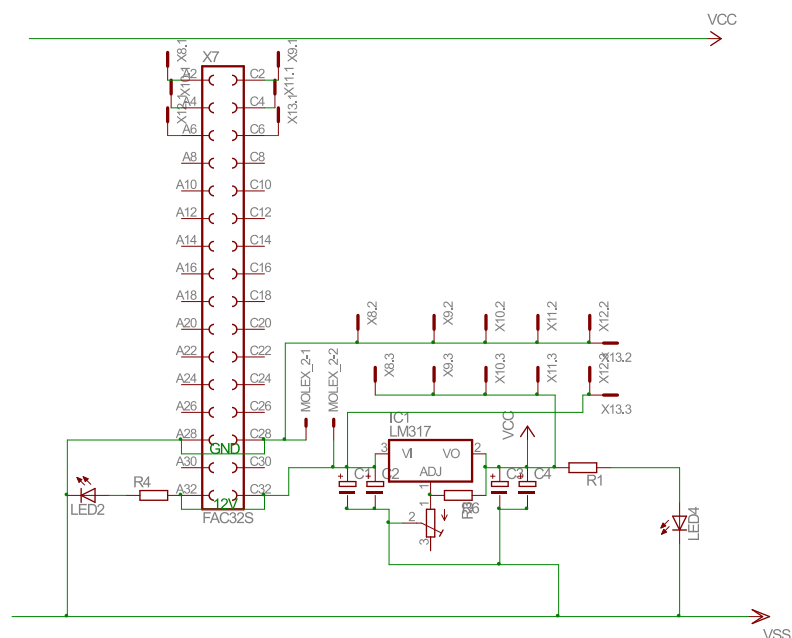 VCC
X7
X8.1
X9.1
A2
C2
X10.1
X11.1
A4
C4
X12.1
X13.1
A6
C6
A8
C8
A10
C10
A12
C12
A14
C14
A16
C16
A18
C18
A20
C20
A22
C22
A24
C24
A26
C26
A28
C28
GND
A30
C30
A32
C32
12V
FAC32S
X8.2
X9.2
X10.2
X11.2
X12.2
X13.2
X8.3
X9.3
X10.3
X11.3
X13.3
MOLEX_2-1
MOLEX_2-2
IC1
LM317
3
VI
VO
2
ADJ
1
VCC
C1
C2
C3
C4
R1
R4
LED2
1
2
3
LED4
VSS